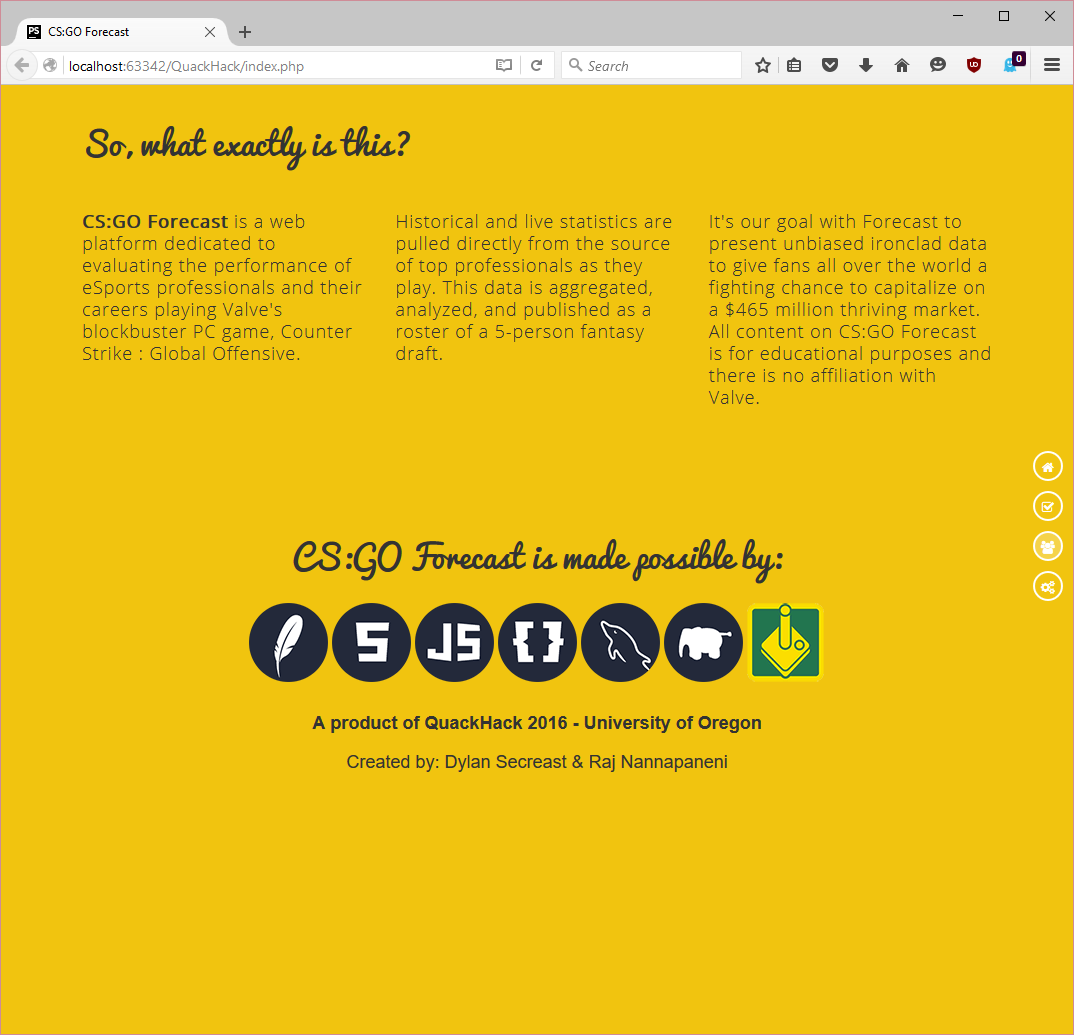 PS CS:GO Forecast
localhost:63342/QuackHack/index.php
Search
0
So, what exactly is this?
CS:GO Forecast is a web
platform dedicated to
evaluating the performance of
eSports professionals and their
careers playing Valve's
blockbuster PC game, Counter
Strike : Global Offensive.
Historical and live statistics are
pulled directly from the source
of top professionals as they
play. This data is aggregated,
analyzed, and published as a
roster of a 5-person fantasy
draft.
It's our goal with Forecast to
present unbiased ironclad data
to give fans all over the world a
fighting chance to capitalize on
a $465 million thriving market.
All content on CS:GO Forecast
is for educational purposes and
there is no affiliation with
Valve.
CS:GO Forecast is made possible by:
5 JS { }
A product of QuackHack 2016 - University of Oregon
Created by: Dylan Secreast & Raj Nannapaneni